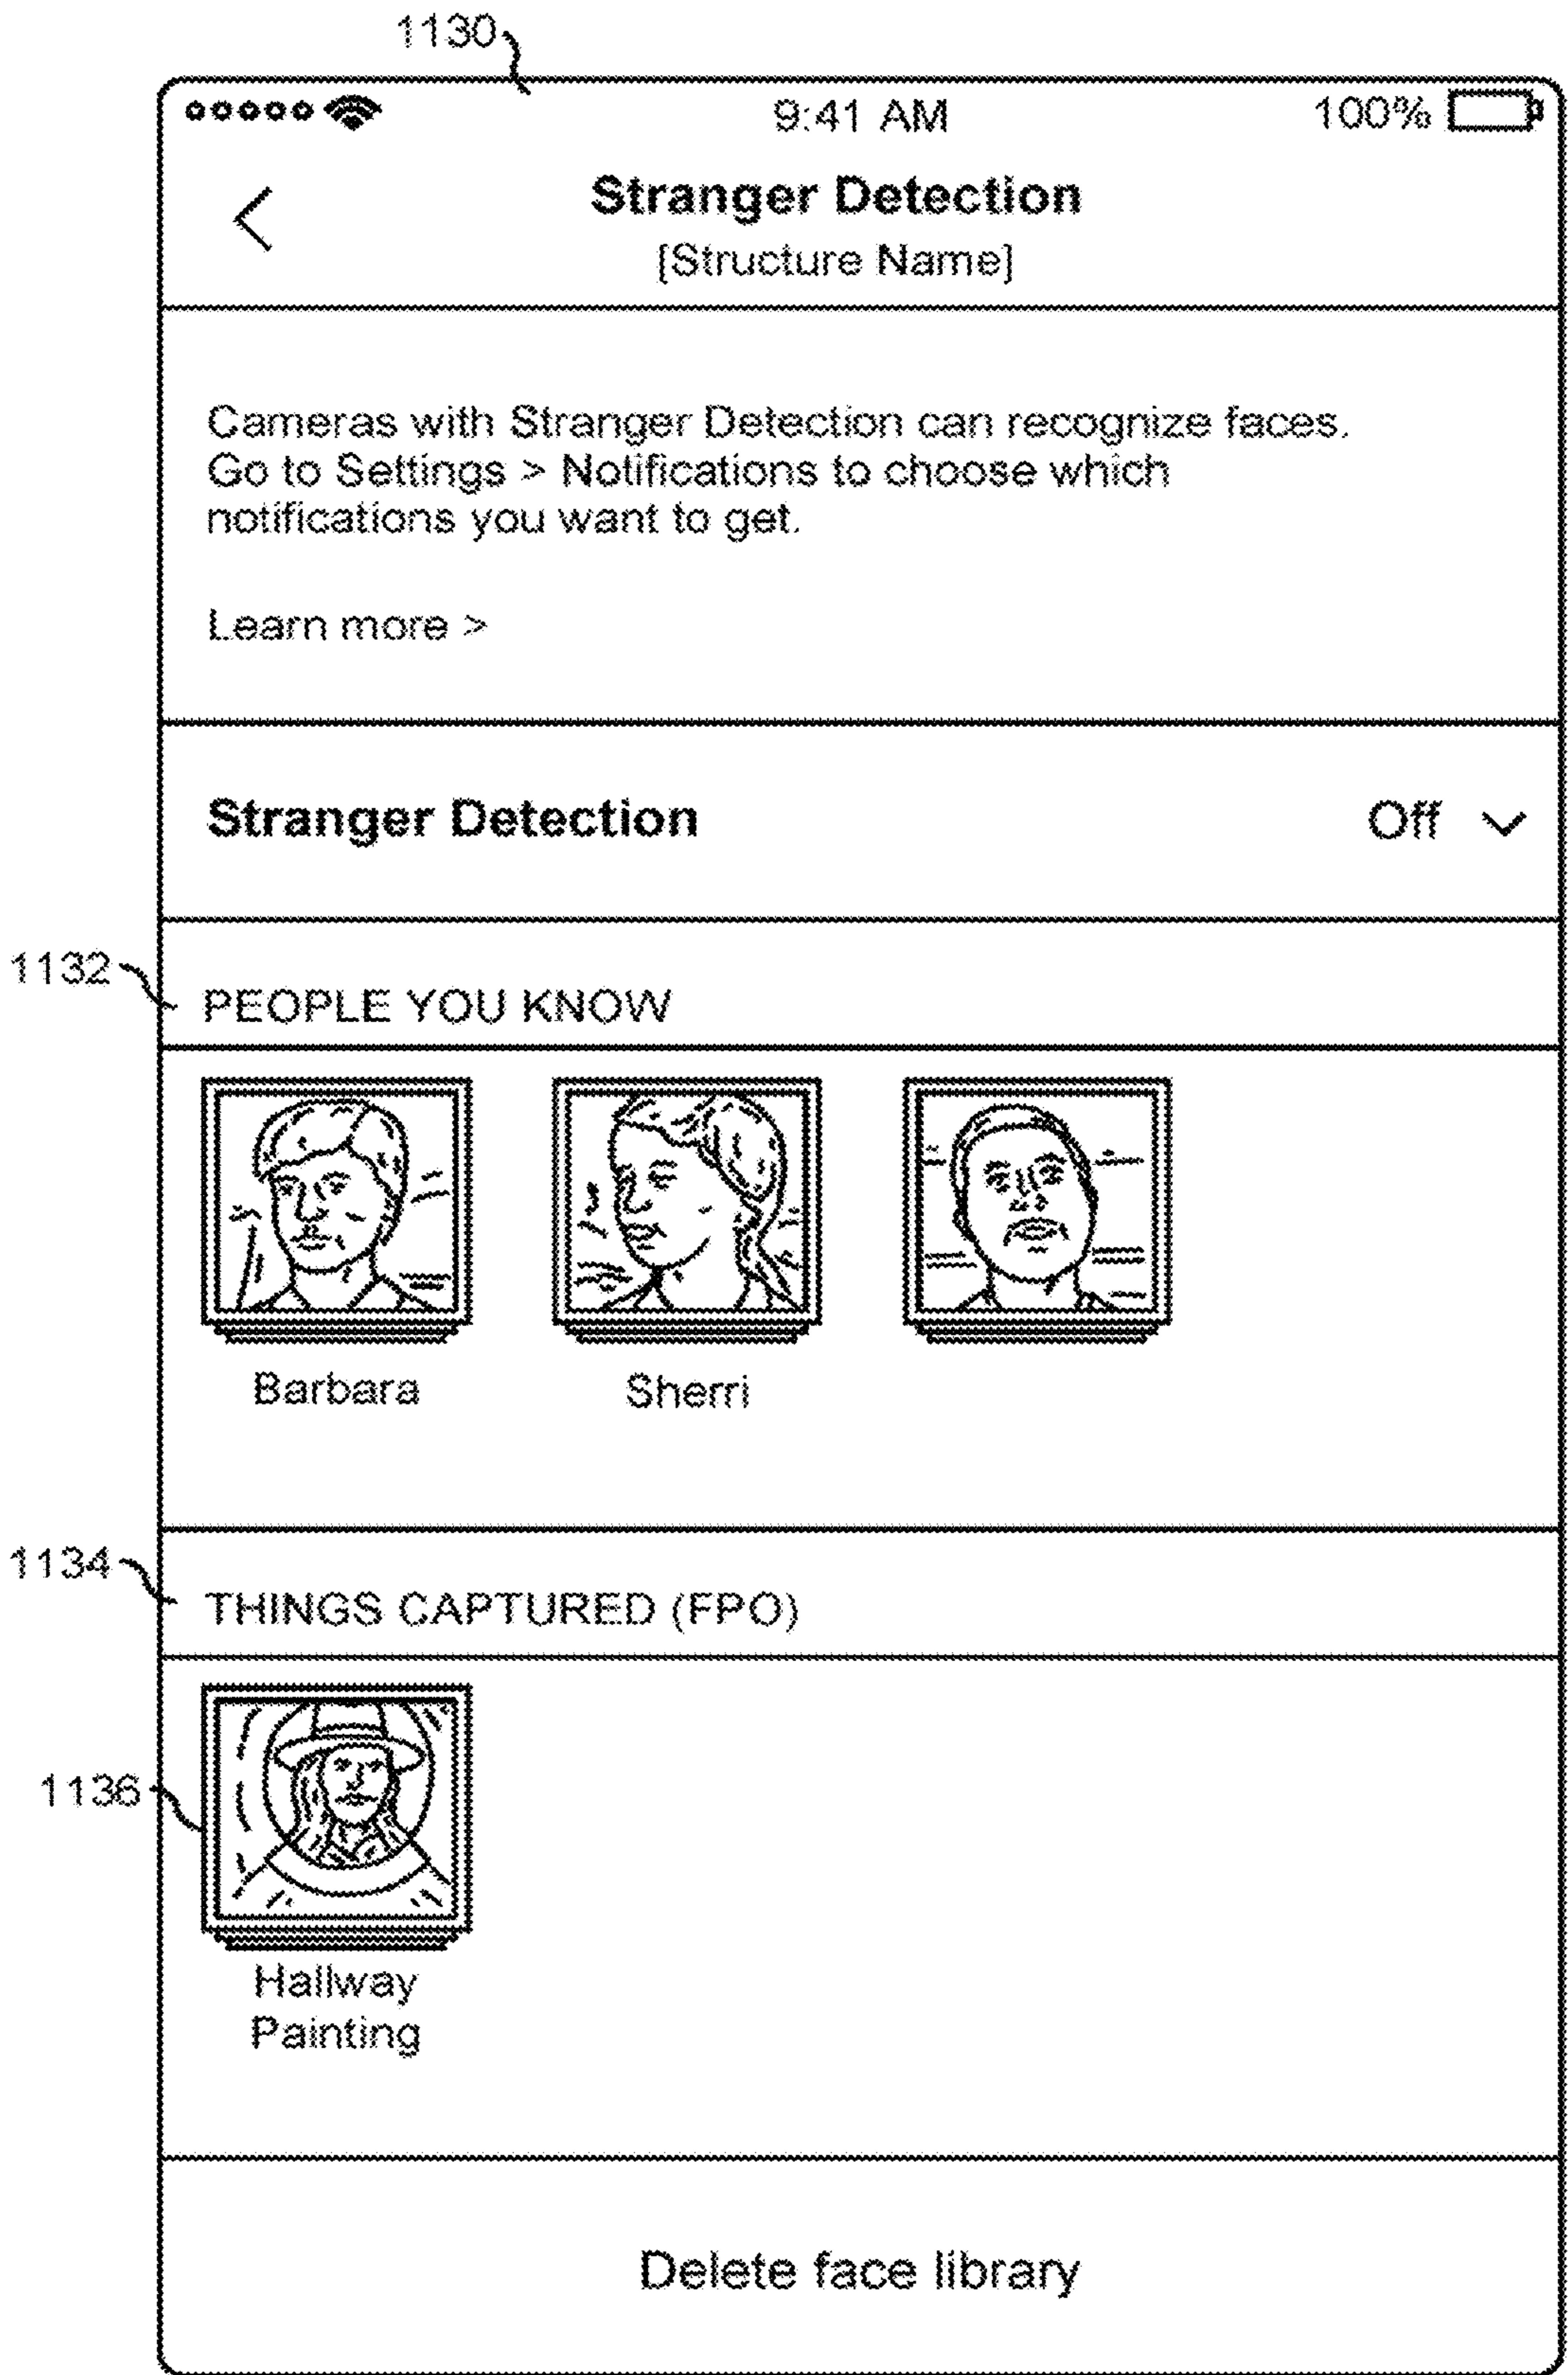 1130
9:41 AM 100%
Stranger Detection
[Structure Name]
Cameras with Stranger Detection can recognize faces.
Go to Settings > Notifications to choose which
notifications you want to get.
Learn more >
Stranger Detection Off
1132
PEOPLE YOU KNOW
Barbara Sherri
1134
THINGS CAPTURED (FPO)
1136
Hallway
Painting
Delete face library